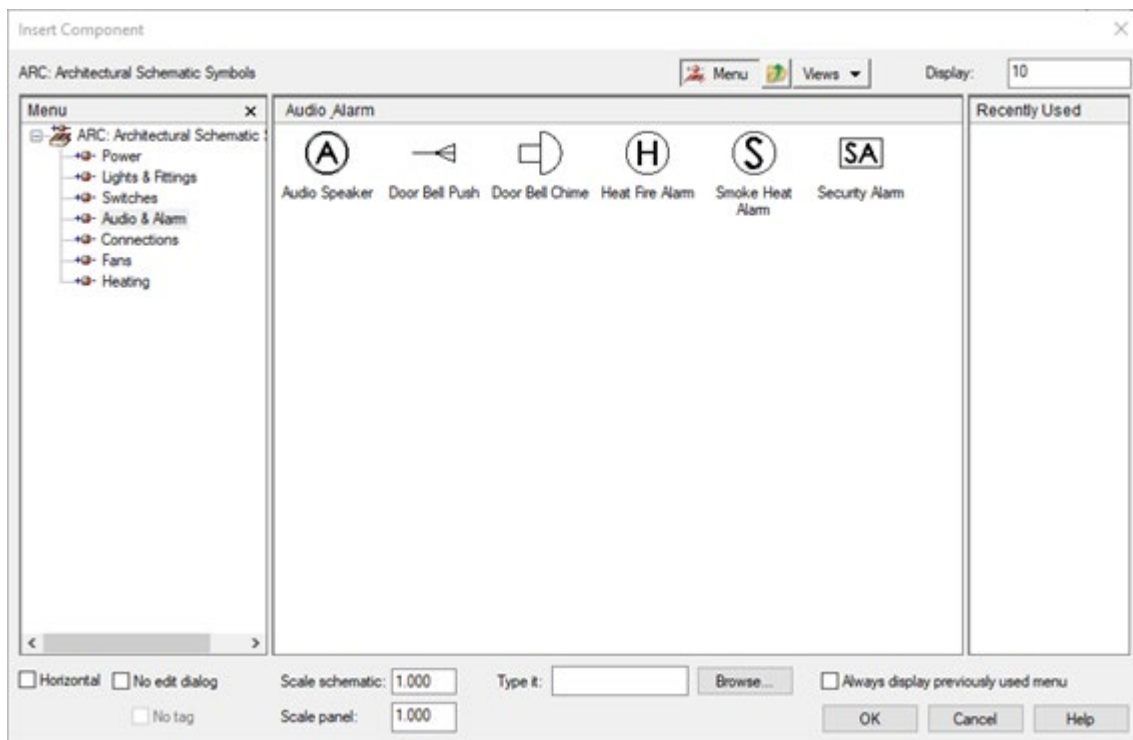 Insert Component
ARC: Architectural Schematic Symbols
Menu
Views
Display:
10
Menu
ARC: Architectural Schematic
Power
Lights & Fittings
Switches
Audio & Alarm
Connections
Fans
Heating
Audio_Alarm
A
H
S
SA
Audio Speaker
Door Bell Push
Door Bell Chime
Heat Fire Alarm
Smoke Heat
Alarm
Security Alarm
Recently Used
Horizontal
No edit dialog
No tag
Scale schematic:
1.000
Scale panel:
1.000
Type it:
Browse...
Always display previously used menu
OK
Cancel
Help